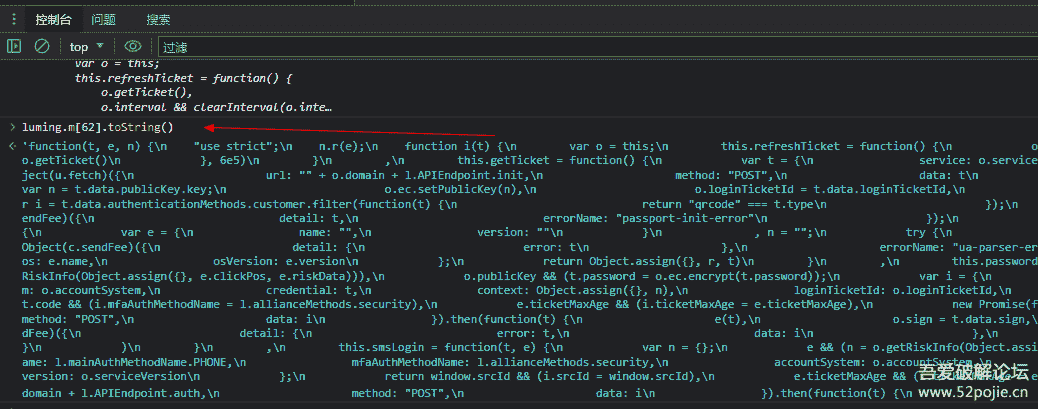 控制台 问题 搜索
top 过滤
var o = this;
this.refreshTicket = function() {
o.getTicket(),
o.interval && clearInterval(o.inte…
> luming.m[62].toString()
'function(t, e, n) {\n "use strict";\n n.r(e);\n function i(t) {\n var o = this;\n this.refreshTicket = function() {\n o
o.getTicket()\n }, 6e5)\n }\n ,\n this.getTicket = function() {\n var t = {\n service: o.serv
ject(u.fetch)({\n url: "" + o.domain + l.APIEndpoint.init,\n method: "POST",\n data: t\n
var n = t.data.publicKey.key;\n o.ec.setPublicKey(n),\n o.loginTicketId = t.data.loginTicketId,\n
r i = t.data.authenticationMethods.customer.filter(function(t) {\n return "qrcode" === t.type\n });\n
endFee)({\n detail: t,\n errorName: "passport-init-error"\n });\n
{\n var e = {\n name: "",\n version: ""\n }\n , n = "";\n try {\n
Object(c.sendFee)({\n detail: {\n error: t\n },\n errorName: "ua-parser-er
os: e.name,\n osVersion: e.version\n };\n return Object.assign({}, r, t)\n }\n ,\n this.password
RiskInfo(Object.assign({}, e.clickPos, e.riskData))),\n o.publicKey && (t.password = o.ec.encrypt(t.password));\n var i = {\n
m: o.accountSystem,\n credential: t,\n context: Object.assign({}, n),\n loginTicketId: o.loginTicketId,\n
t.code && (i.mfaAuthMethodName = l.allianceMethods.security),\n e.ticketMaxAge && (i.ticketMaxAge = e.ticketMaxAge),\n new Promise(f
method: "POST",\n data: i\n }).then(function(t) {\n e(t),\n o.sign = t.data.sign,\n
dFee)({\n detail: {\n error: t,\n data: i\n },\n
}\n }\n }\n ,\n this.smsLogin = function(t, e) {\n var n = {};\n e && (n = o.getRiskInfo(Object.assi
ame: l.mainAuthMethodName.PHONE,\n mfaAuthMethodName: l.allianceMethods.security,\n accountSystem: o.accountSystem,\n
version: o.serviceVersion\n };\n return window.srcId && (i.srcId = window.srcId),\n e.ticketMaxAge && (
domain + l.APIEndpoint.auth,\n method: "POST",\n data: i\n }).then(function(t) {\n
吾爱破解论坛
www.52pojie.cn